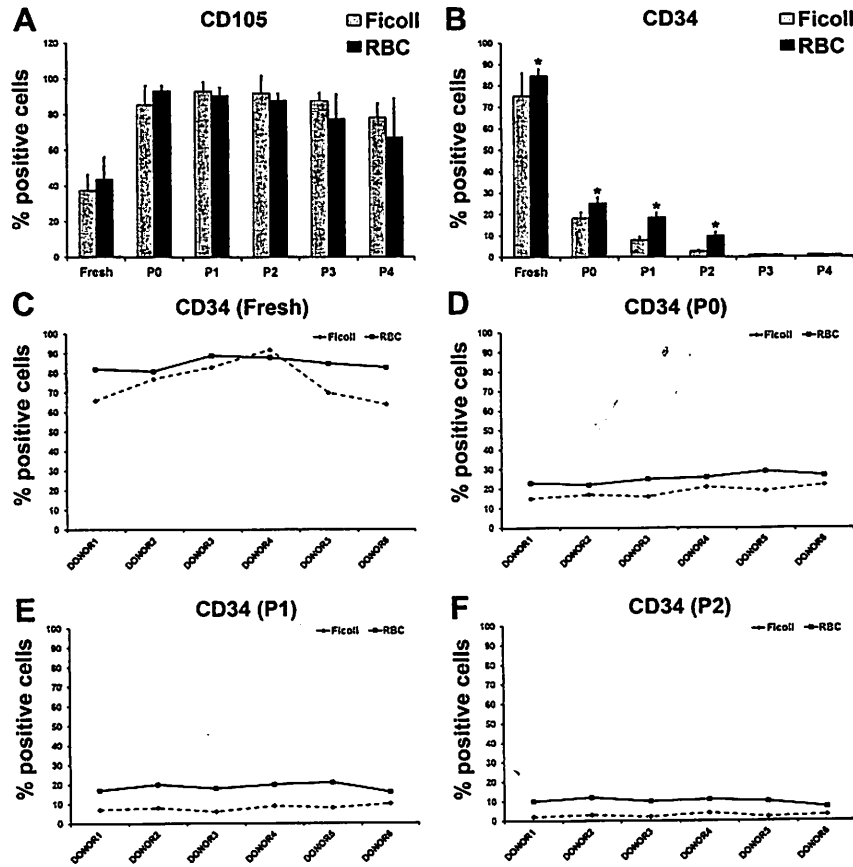 A
CD105
Ficoll
RBC
% positive cells
120
100
80
60
40
20
0
Fresh P0 P1 P2 P3 P4
B
CD34
Ficoll
RBC
% positive cells
100
90
80
70
60
50
40
30
20
10
0
* * * *
Fresh P0 P1 P2 P3 P4
C
CD34 (Fresh)
Ficoll RBC
% positive cells
100
90
80
70
60
50
40
30
20
10
0
DONOR1 DONOR2 DONOR3 DONOR4 DONOR5 DONOR6
D
CD34 (P0)
Ficoll RBC
% positive cells
100
90
80
70
60
50
40
30
20
10
0
DONOR1 DONOR2 DONOR3 DONOR4 DONOR5 DONOR6
E
CD34 (P1)
Ficoll RBC
% positive cells
100
90
80
70
60
50
40
30
20
10
0
DONOR1 DONOR2 DONOR3 DONOR4 DONOR5 DONOR6
F
CD34 (P2)
Ficoll RBC
% positive cells
100
90
80
70
60
50
40
30
20
10
0
DONOR1 DONOR2 DONOR3 DONOR4 DONOR5 DONOR6